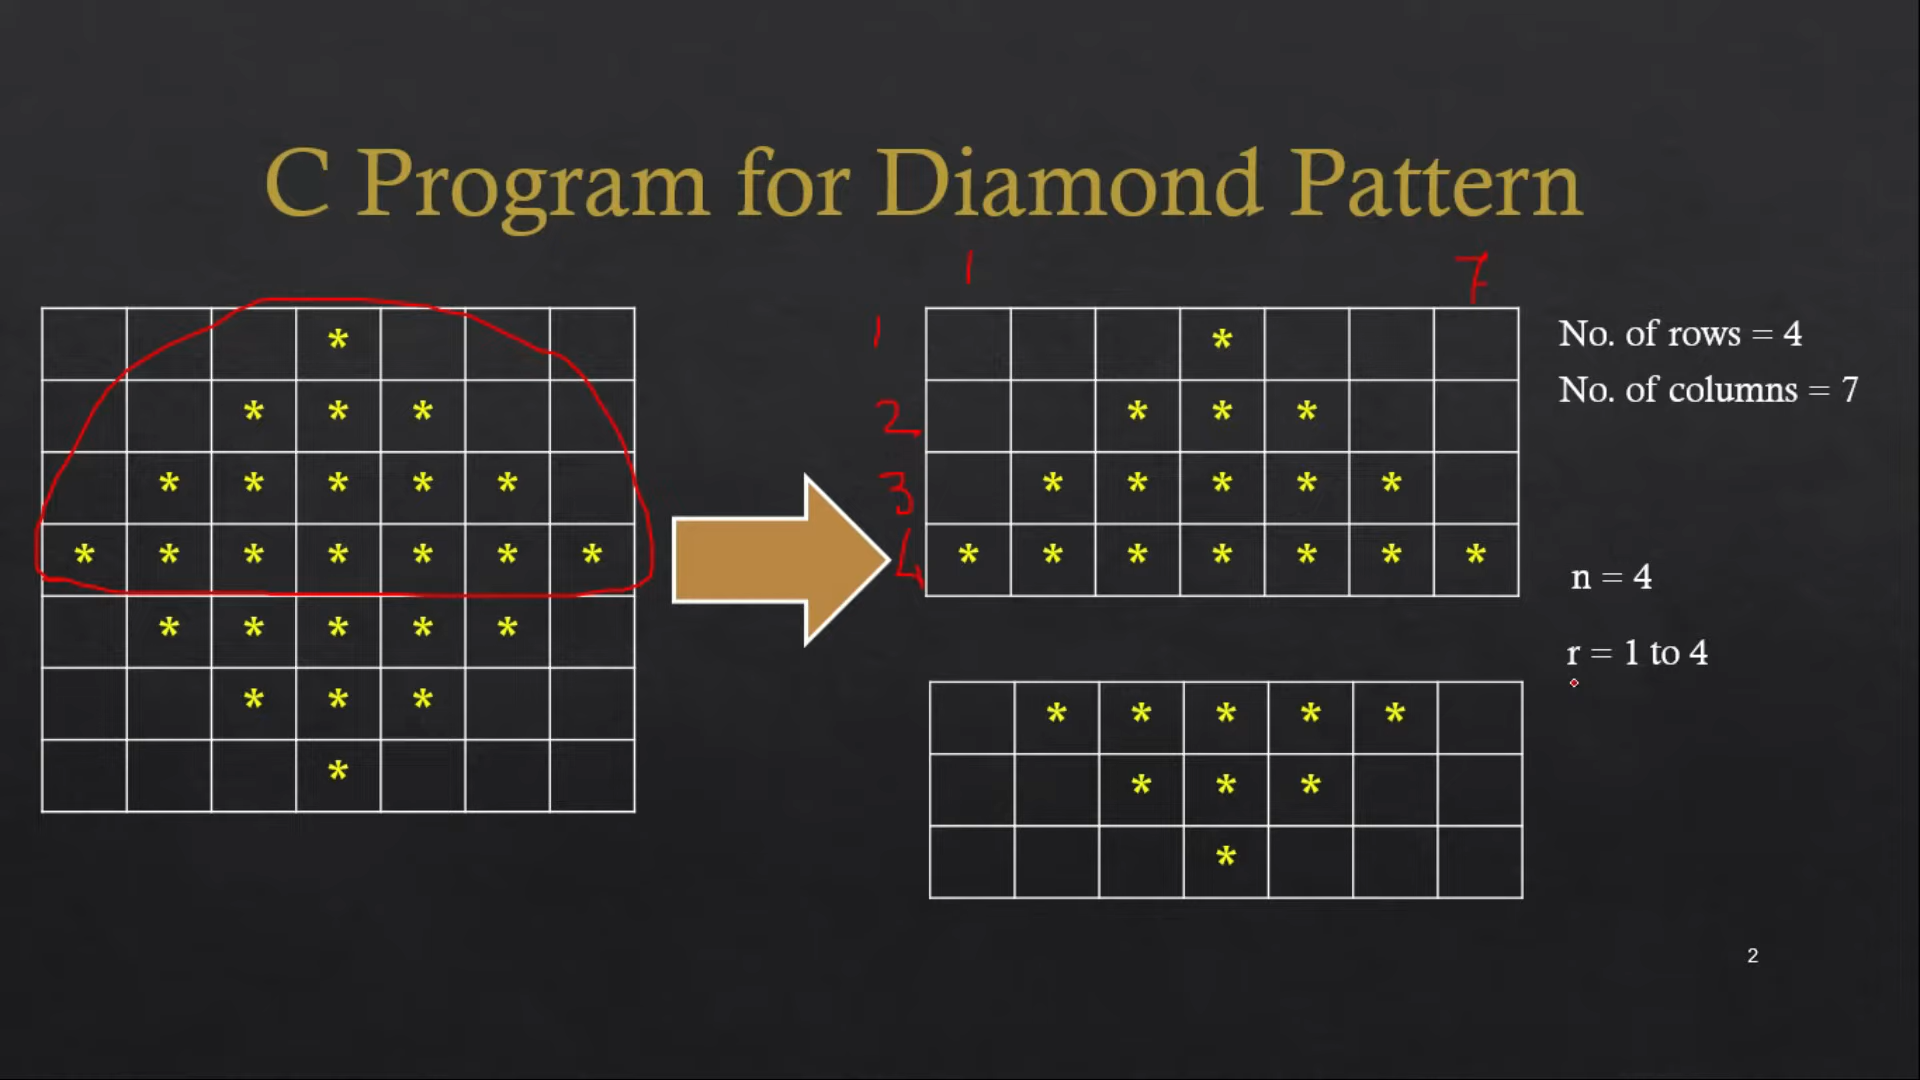 C Program for Diamond Pattern
1 7
*
* * *
* * * * *
* * * * * * *
* * * * *
* * *
*
1 *
2 * * *
3 * * * * *
4 * * * * * * *
* * * * *
* * *
*
No. of rows = 4
No. of columns = 7
n = 4
r = 1 to 4
2